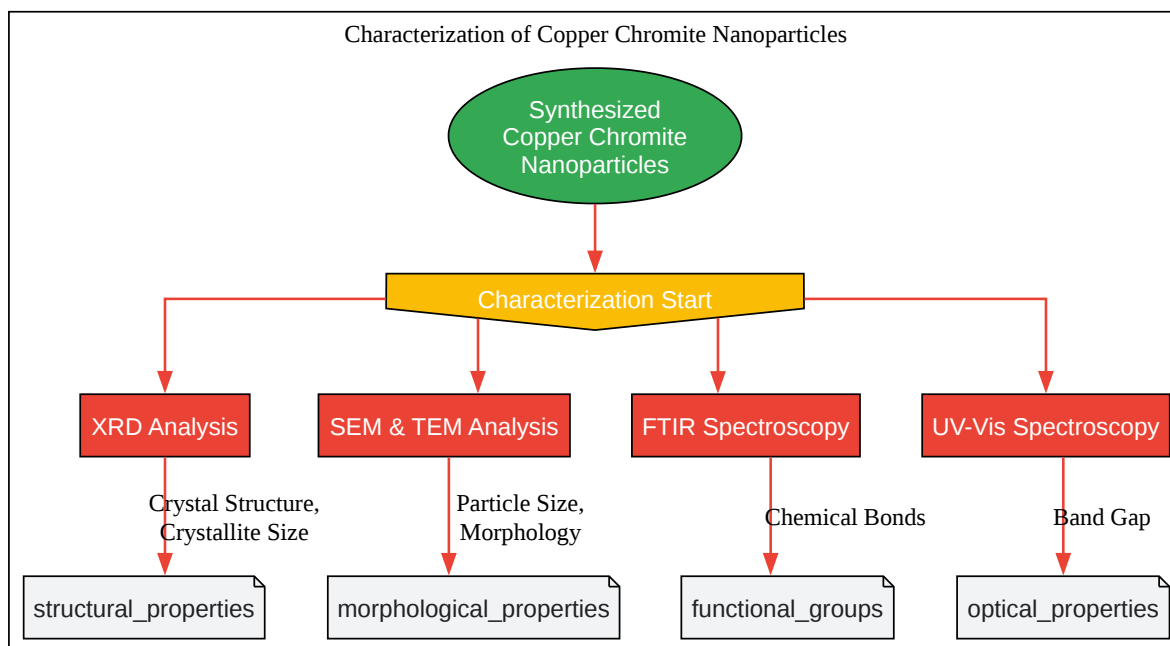 Characterization of Copper Chromite Nanoparticles
Synthesized
Copper Chromite
Nanoparticles
Characterization Start
XRD Analysis
SEM & TEM Analysis
FTIR Spectroscopy
UV-Vis Spectroscopy
Crystal Structure,
Crystallite Size
Particle Size,
Morphology
Chemical Bonds
Band Gap
structural_properties
morphological_properties
functional_groups
optical_properties